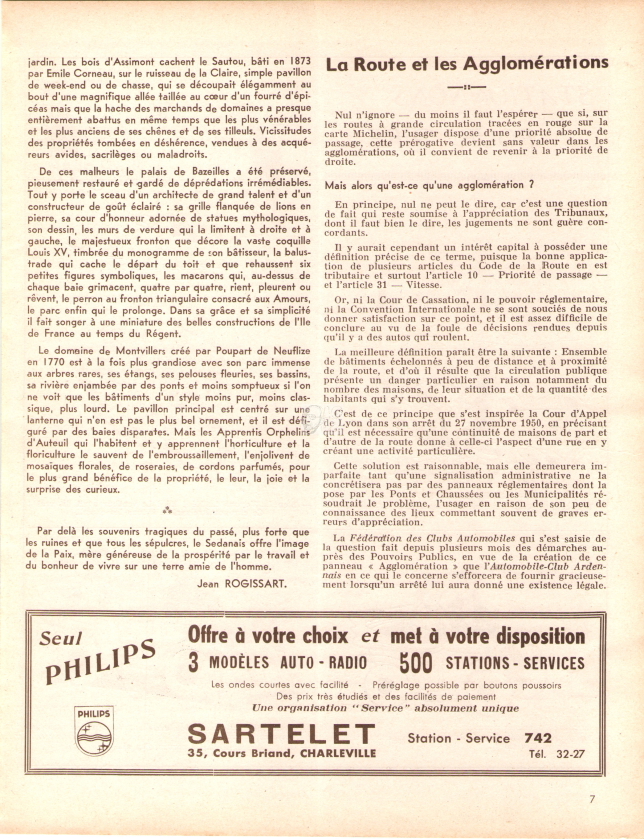 jardin. Les bois d'Assimont cachent le Sautou, bâti en 1873
par Emile Corneau, sur le ruisseau de la Claire, simple pavillon
de week-end ou de chasse, qui se découpait élégamment au
bout d'une magnifique allée taillée au cœur d'un fourré d'épi-
céas mais que la hache des marchands de domaines a presque
entièrement abattus en même temps que les plus vénérables
et les plus anciens de ses chênes et de ses tilleuls. Vicissitudes
des propriétés tombées en déshérence, vendues à des acqué-
reurs avides, sacrilèges ou maladroits.
De ces malheurs le palais de Bazeilles a été préservé,
pieusement restauré et gardé de déprédations irrémédiables.
Tout y porte le sceau d'un architecte de grand talent et d'un
constructeur de goût éclairé : sa grille flanquée de lions en
pierre, sa cour d'honneur adornée de statues mythologiques,
son dessin, les murs de verdure qui la limitent à droite et à
gauche, le majestueux fronton que décore la vaste coquille
Louis XV, timbrée du monogramme de son bâtisseur, la balus-
trade qui cache le départ du toit et que rehaussent six
petites figures symboliques, les macarons qui, au-dessus de
chaque baie grimacent, quatre par quatre, rient, pleurent ou
rêvent, le perron au fronton triangulaire consacré aux Amours,
le parc enfin qui le prolonge. Dans sa grâce et sa simplicité
il fait songer à une miniature des belles constructions de l'Ile
de France au temps du Régent.
Le domaine de Montvillers créé par Poupart de Neuflize
en 1770 est à la fois plus grandiose avec son parc immense
aux arbres rares, ses étangs, ses pelouses fleuries, ses bassins,
sa rivière enjambée par des ponts et moins somptueux si l'on
ne voit que les bâtiments d'un style moins pur, moins clas-
sique, plus lourd. Le pavillon principal est centré sur une
lanterne qui n'en est pas le plus bel ornement, et il est défi-
guré par des baies disparates. Mais les Apprentis Orphelins
d'Auteuil qui l'habitent et y apprennent l'horticulture et la
floriculture le sauvent de l'embroussaillement, l'enjolivent de
mosaïques florales, de roseraies, de cordons parfumés, pour
le plus grand bénéfice de la propriété, le leur, la joie et la
surprise des curieux.
Par delà les souvenirs tragiques du passé, plus forte que
les ruines et que tous les sépulcres, le Sedanais offre l'image
de la Paix, mère généreuse de la prospérité par le travail et
du bonheur de vivre sur une terre amie de l'homme.
Jean ROGISSART.
La Route et les Agglomérations
Nul n'ignore — du moins il faut l'espérer — que si, sur
les routes à grande circulation tracées en rouge sur la
carte Michelin, l'usager dispose d'une priorité absolue de
passage, cette prérogative devient sans valeur dans les
agglomérations, où il convient de revenir à la priorité de
droite.
Mais alors qu'est-ce qu'une agglomération ?
En principe, nul ne peut le dire, car c'est une question
de fait qui reste soumise à l'appréciation des Tribunaux,
dont il faut bien le dire, les jugements ne sont guère con-
cordants.
Il y aurait cependant un intérêt capital à posséder une
définition précise de ce terme, puisque la bonne applica-
tion de plusieurs articles du Code de la Route en est
tributaire et surtout l'article 10 — Priorité de passage —
et l'article 31 — Vitesse.
Or, ni la Cour de Cassation, ni le pouvoir réglementaire,
ni la Convention Internationale ne se sont souciés de nous
donner satisfaction sur ce point, et il est assez difficile de
conclure au vu de la foule de décisions rendues depuis
qu'il y a des autos qui roulent.
La meilleure définition paraît être la suivante : Ensemble
de bâtiments échelonnés à peu de distance et à proximité
de la route, et d'où il résulte que la circulation publique
présente un danger particulier en raison notamment du
nombre des maisons, de leur situation et de la quantité des
habitants qui s'y trouvent.
C'est de ce principe que s'est inspirée la Cour d'Appel
de Lyon dans son arrêt du 27 novembre 1950, en précisant
qu'il est nécessaire qu'une continuité de maisons de part et
d'autre de la route donne à celle-ci l'aspect d'une rue en y
créant une activité particulière.
Cette solution est raisonnable, mais elle demeurera im-
parfaite tant qu'une signalisation administrative ne la
concrétisera pas par des panneaux réglementaires dont la
pose par les Ponts et Chaussées ou les Municipalités ré-
soudrait le problème, l'usager en raison de son peu de
connaissance des lieux commettant souvent de graves er-
reurs d'appréciation.
La Fédération des Clubs Automobiles qui s'est saisie de
la question fait depuis plusieurs mois des démarches au-
près des Pouvoirs Publics, en vue de la création de ce
panneau « Agglomération » que l'Automobile-Club Arden-
nais en ce qui le concerne s'efforcera de fournir gracieuse-
ment lorsqu'un arrêté lui aura donné une existence légale.
Seul
PHILIPS
PHILIPS
Offre à votre choix et met à votre disposition
3 MODÈLES AUTO - RADIO 500 STATIONS - SERVICES
Les ondes courtes avec facilité - Préréglage possible par boutons poussoirs
Des prix très étudiés et des facilités de paiement
Une organisation "Service" absolument unique
SARTELET Station - Service 742
35, Cours Briand, CHARLEVILLE Tél. 32-27
7